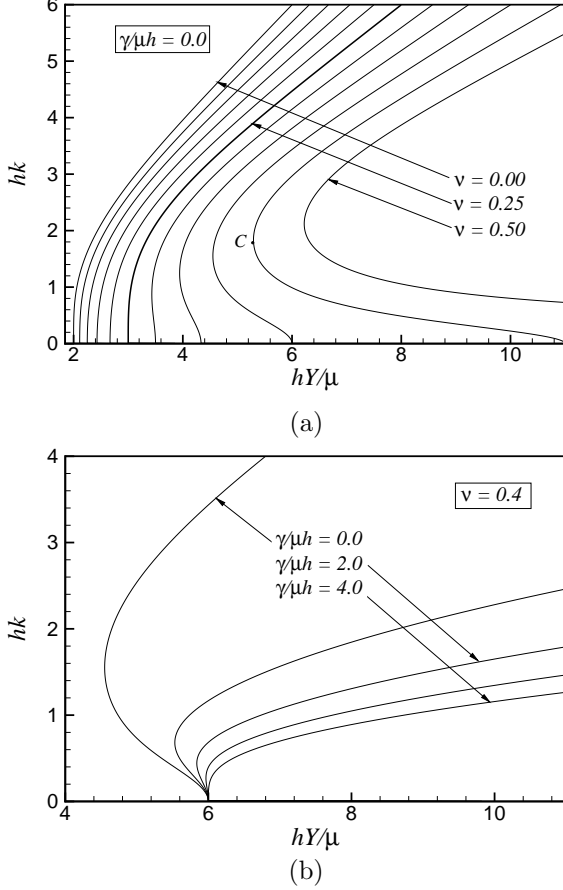 γ/μh = 0.0
6
5
4
3
2
1
0
hk
ν = 0.00
ν = 0.25
ν = 0.50
C
2
4
6
8
10
hY/μ
(a)
4
3
2
1
0
hk
ν = 0.4
γ/μh = 0.0
γ/μh = 2.0
γ/μh = 4.0
4
6
8
10
hY/μ
(b)